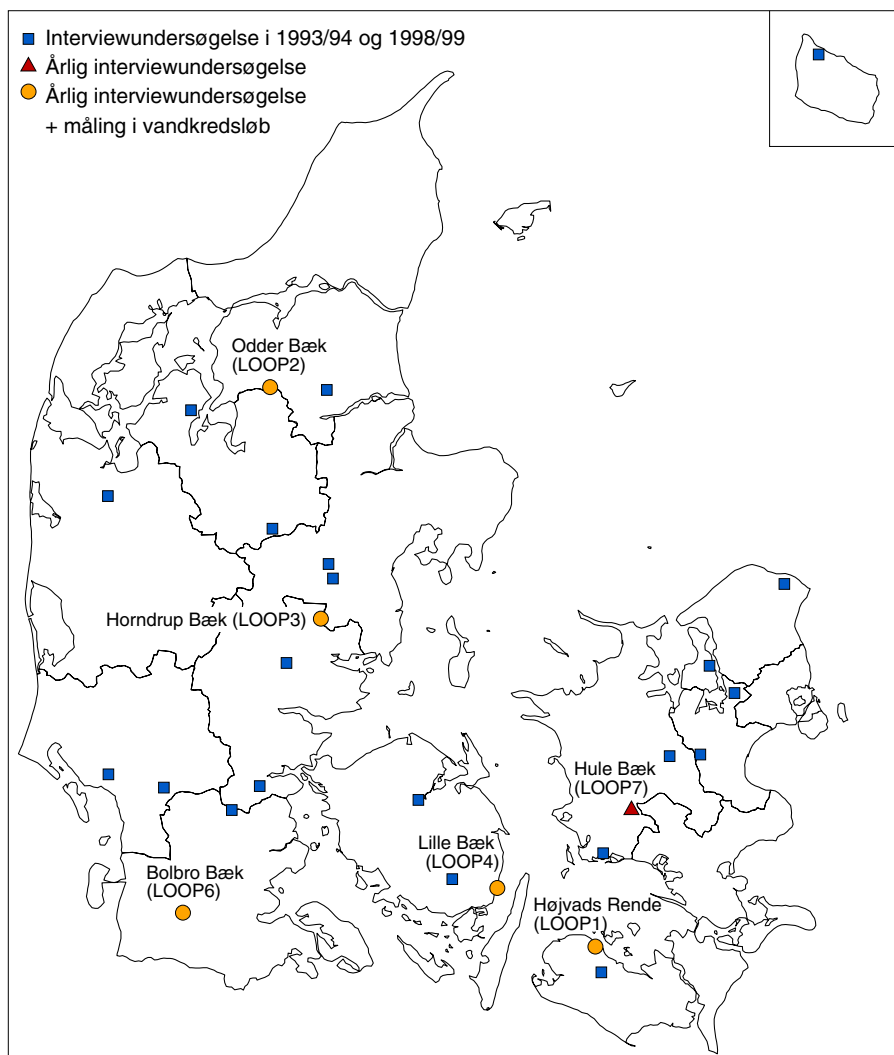 Interviewundersøgelse i 1993/94 og 1998/99
Årlig interviewundersøgelse
Årlig interviewundersøgelse
+ måling i vandkredsløb
Odder Bæk
(LOOP2)
Horndrup Bæk (LOOP3)
Hule Bæk
(LOOP7)
Lille Bæk
(LOOP4)
Bolbro Bæk
(LOOP6)
Højvads Rende
(LOOP1)